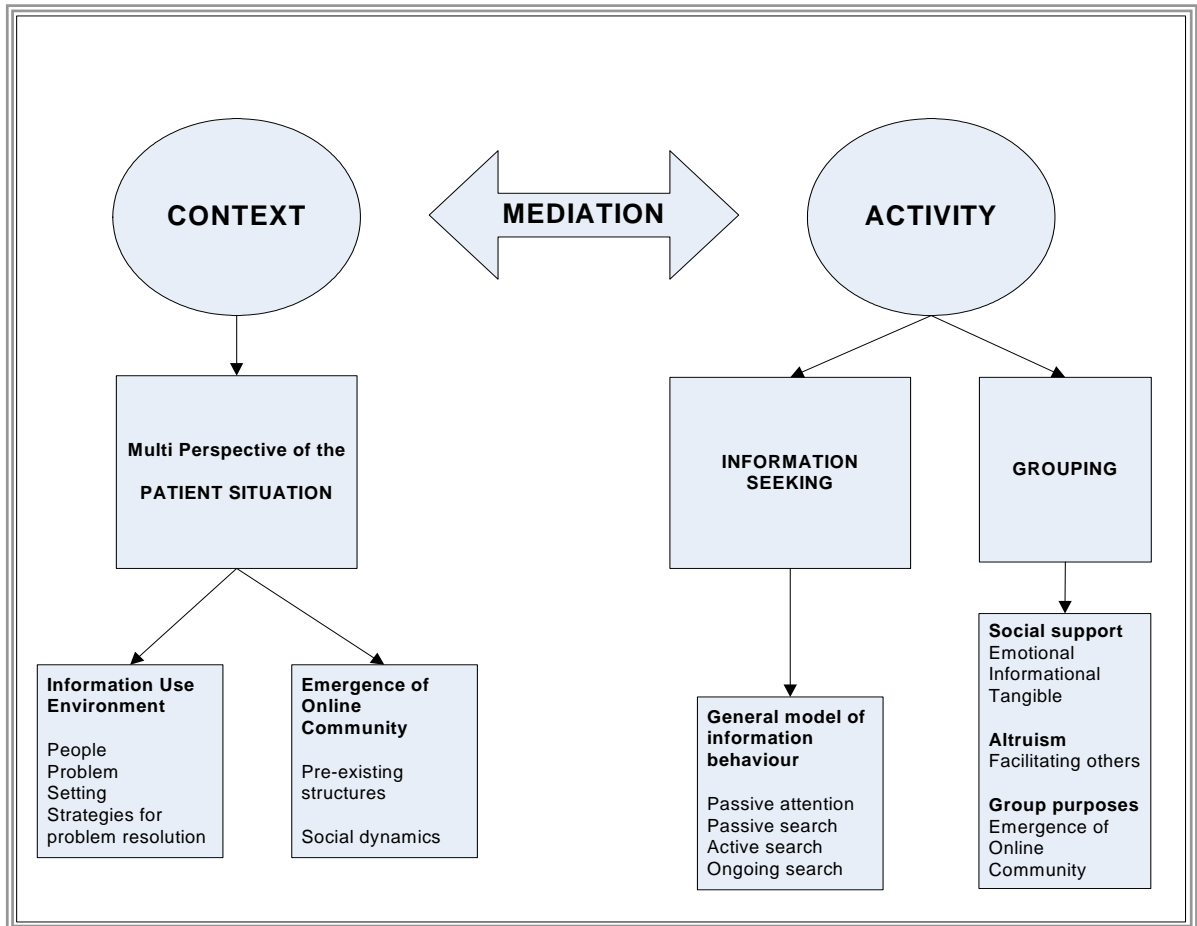 CONTEXT
MEDIATION
ACTIVITY
Multi Perspective of the
PATIENT SITUATION
INFORMATION
SEEKING
GROUPING
Information Use
Environment
People
Problem
Setting
Strategies for
problem resolution
Emergence of
Online
Community
Pre-existing
structures
Social dynamics
General model of
information
behaviour
Passive attention
Passive search
Active search
Ongoing search
Social support
Emotional
Informational
Tangible
Altruism
Facilitating others
Group purposes
Emergence of
Online
Community